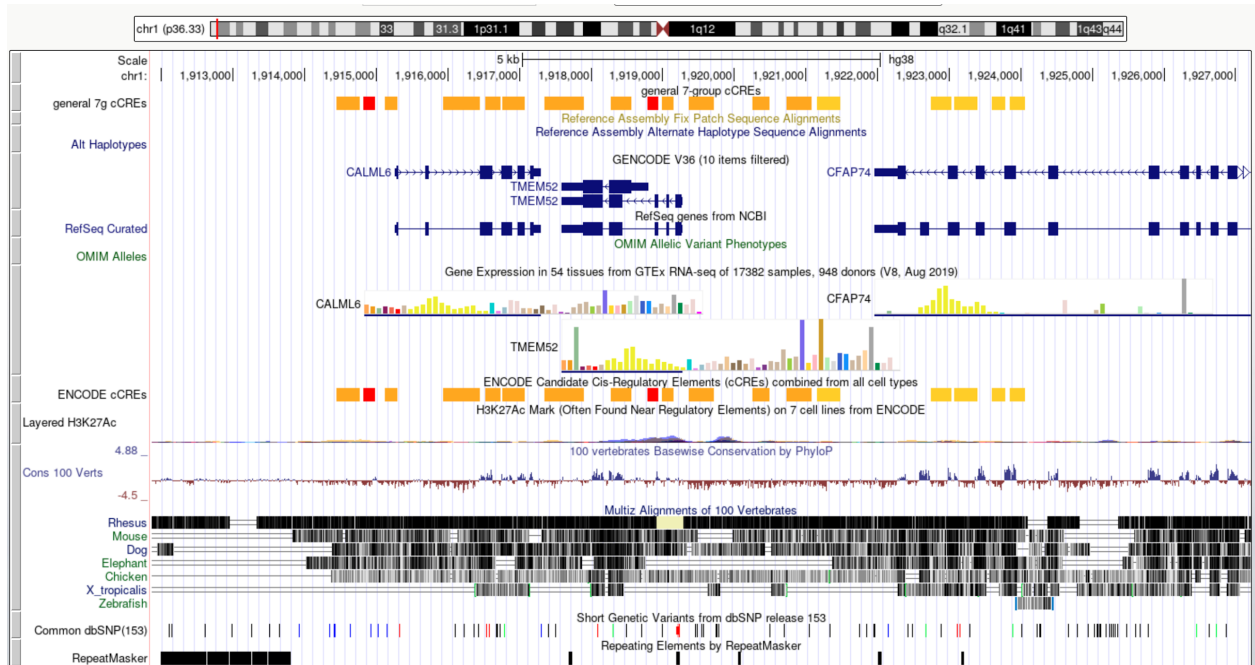 chr1 (p36.33) 33 31.3 1p31.1 1q12 q32.1 1q41 1q43 q44
Scale 5 kb hg38
chr1: 1,913,000 1,914,000 1,915,000 1,916,000 1,917,000 1,918,000 1,919,000 1,920,000 1,921,000 1,922,000 1,923,000 1,924,000 1,925,000 1,926,000 1,927,000
general 7-group cCREs
general 7g cCREs
Reference Assembly Fix Patch Sequence Alignments
Reference Assembly Alternate Haplotype Sequence Alignments
Alt Haplotypes
GENCODE V36 (10 items filtered)
CALML6 CFAP74
TMEM52
TMEM52
RefSeq genes from NCBI
RefSeq Curated
OMIM Allelic Variant Phenotypes
OMIM Alleles
Gene Expression in 54 tissues from GTEx RNA-seq of 17382 samples, 948 donors (V8, Aug 2019)
CALML6 CFAP74
TMEM52
ENCODE Candidate Cis-Regulatory Elements (cCREs) combined from all cell types
ENCODE cCREs
H3K27Ac Mark (Often Found Near Regulatory Elements) on 7 cell lines from ENCODE
Layered H3K27Ac
100 vertebrates Basewise Conservation by PhyloP
4.88 _
Cons 100 Verts
-4.5 _
Multiz Alignments of 100 Vertebrates
Rhesus
Mouse
Dog
Elephant
Chicken
X_tropicalis
Zebrafish
Short Genetic Variants from dbSNP release 153
Common dbSNP(153)
Repeating Elements by RepeatMasker
RepeatMasker